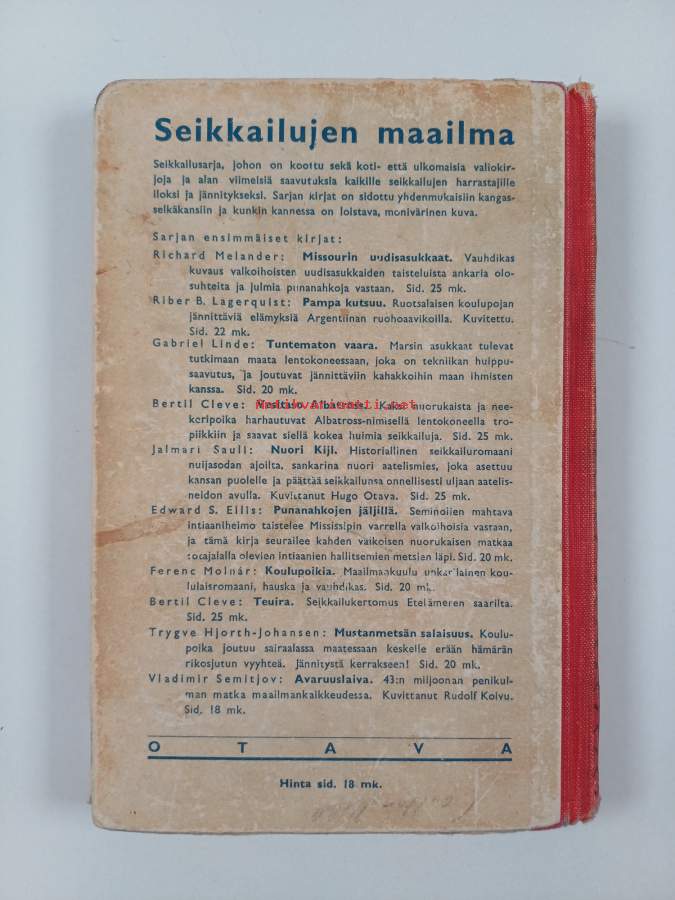 Seikkailujen maailma
Seikkailusarja, johon on koottu sekä koti- että ulkomaisia valiokir-
joja ja alan viimeisiä saavutuksia kaikille seikkailujen harrastajille
iloksi ja jännitykseksi. Sarjan kirjat on sidottu yhdenmukaisiin kangas-
selkäkansiin ja kunkin kannessa on loistava, monivärinen kuva.
Sarjan ensimmäiset kirjat:
Richard Melander: Missourin uudisasukkaat. Vauhdikas
kuvaus valkoihoisten uudisasukkaiden taisteluista ankaria olo-
suhteita ja julmia punanahkoja vastaan. Sid. 25 mk.
Riber B. Lagerquist: Pampa kutsuu. Ruotsalaisen koulupojan
jännittäviä elämyksiä Argentiinan ruohoaavikoilla. Kuvitettu.
Sid. 22 mk.
Gabriel Linde: Tuntematon vaara. Marsin asukkaat tulevat
tutkimaan maata lentokoneessaan, joka on tekniikan huippu-
saavutus, ja joutuvat jännittäviin kahakkoihin maan ihmisten
kanssa. Sid. 20 mk.
Bertil Cleve: Albatross. Kaksi nuorukaista ja nee-
keripoika harhautuvat Albatross-nimisellä lentokoneella tro-
piikkiin ja saavat siellä kokea huimia seikkailuja. Sid. 25 mk.
Antikvariaatti.net
Jalmari Sauli: Nuori Kijl. Historiallinen seikkailuromaani
nuijasodan ajoilta, sankarina nuori aatelismies, joka asettuu
kansan puolelle ja päättää seikkailunsa onnellisesti uljaan aatelis-
neidon avulla. Kuvittanut Hugo Otava. Sid. 25 mk.
Edward S. Ellis: Punanahkojen jäljillä. Seminolien mahtava
intiaaniheimo taistelee Mississipin varrella valkoihoisia vastaan,
ja tämä kirja seurailee kahden valkoisen nuorukaisen matkaa
sotajalalla olevien intiaanien hallitsemien metsien läpi. Sid. 20 mk.
Ferenc Molnár: Koulupoikia. Maailmankuulu unkarilainen kou-
lulaisromaani, hauska ja vauhdikas. Sid. 20 mk.
Bertil Cleve: Teuira. Seikkailukertomus Etelämeren saarilta.
Sid. 25 mk.
Trygve Hjorth-Johansen: Mustanmetsän salaisuus. Koulu-
poika joutuu sairaalassa maatessaan keskelle erään hämärän
rikosjutun vyyhteä. Jännitystä kerrakseen! Sid. 20 mk.
Vladimir Semitjov: Avaruuslaiva. 43:n miljoonan penikul-
man matka maailmankaikkeudessa. Kuvittanut Rudolf Koivu.
Sid. 18 mk.
OTAVA
Hinta sid. 18 mk.